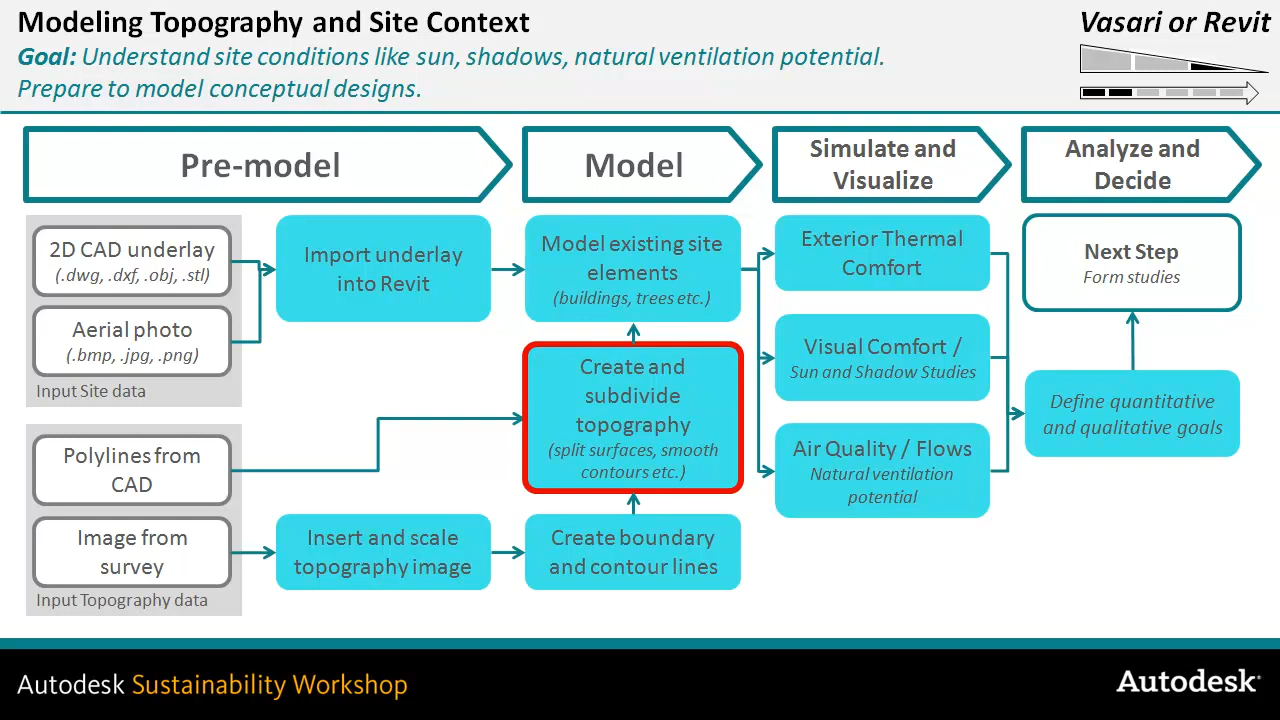 Modeling Topography and Site Context
Vasari or Revit
Goal: Understand site conditions like sun, shadows, natural ventilation potential.
Prepare to model conceptual designs.
Pre-model
Model
Simulate and
Visualize
Analyze and
Decide
2D CAD underlay
(.dwg, .dxf, .obj, .stl)
Aerial photo
(.bmp, .jpg, .png)
Input Site data
Import underlay
into Revit
Polylines from
CAD
Image from
survey
Input Topography data
Insert and scale
topography image
Model existing site
elements
(buildings, trees etc.)
Create and
subdivide
topography
(split surfaces, smooth
contours etc.)
Create boundary
and contour lines
Exterior Thermal
Comfort
Visual Comfort /
Sun and Shadow Studies
Air Quality / Flows
Natural ventilation
potential
Next Step
Form studies
Define quantitative
and qualitative goals
Autodesk Sustainability Workshop
Autodesk®